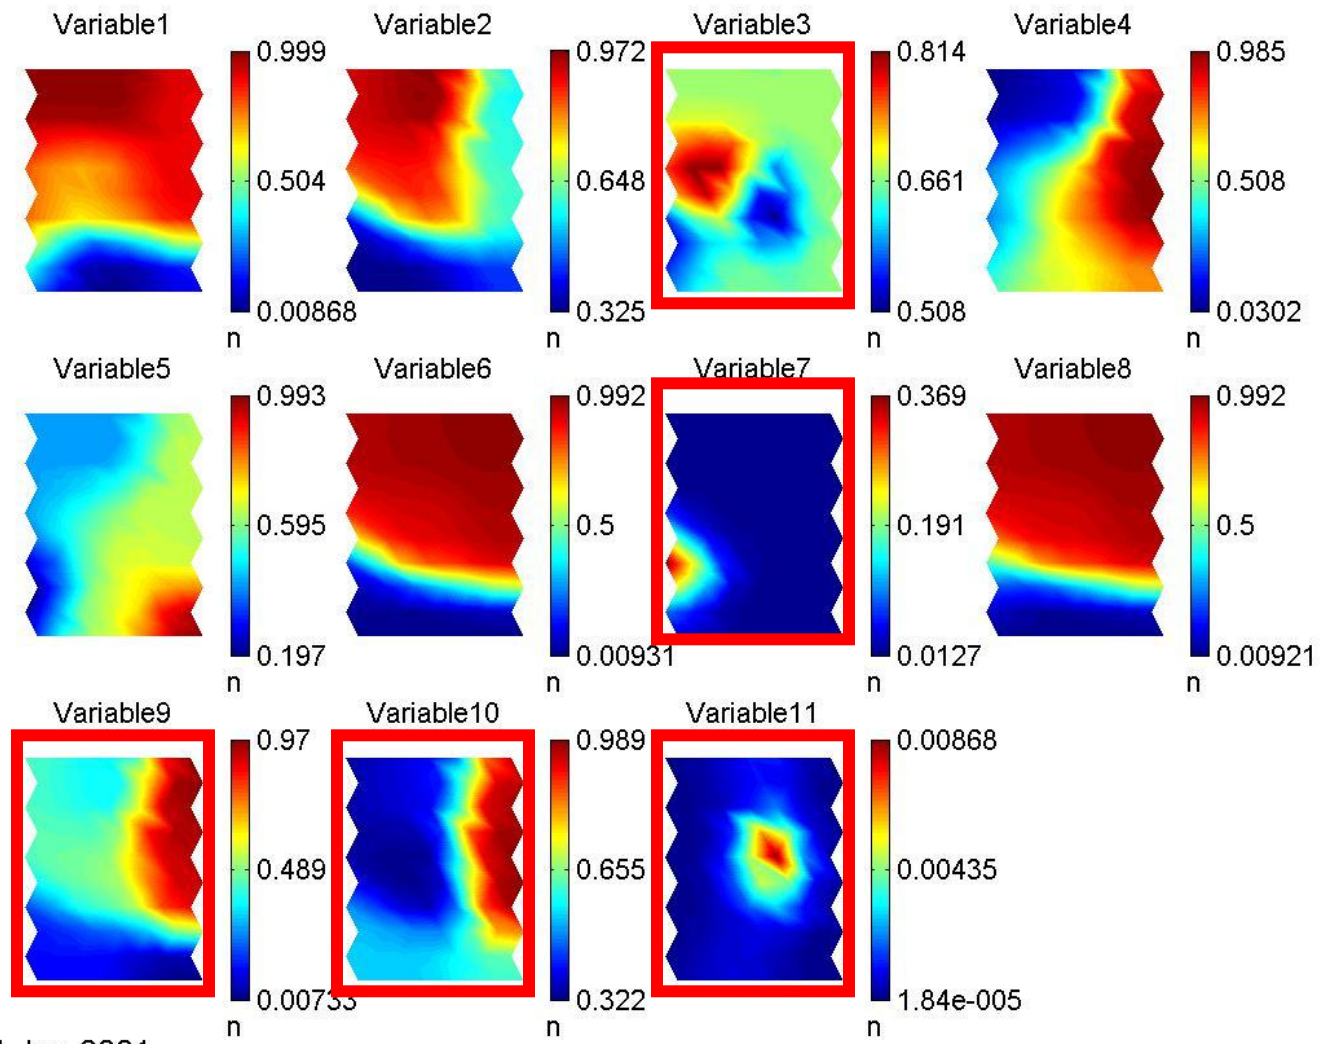 Variable1 Variable2 Variable3 Variable4
0.999 0.972 0.814 0.985
0.504 0.648 0.661 0.508
0.00868 0.325 0.508 0.0302
n n n n
Variable5 Variable6 Variable7 Variable8
0.993 0.992 0.369 0.992
0.595 0.5 0.191 0.5
0.197 0.00931 0.0127 0.00921
n n n n
Variable9 Variable10 Variable11
0.97 0.989 0.00868
0.489 0.655 0.00435
0.00733 0.322 1.84e-005
n n n